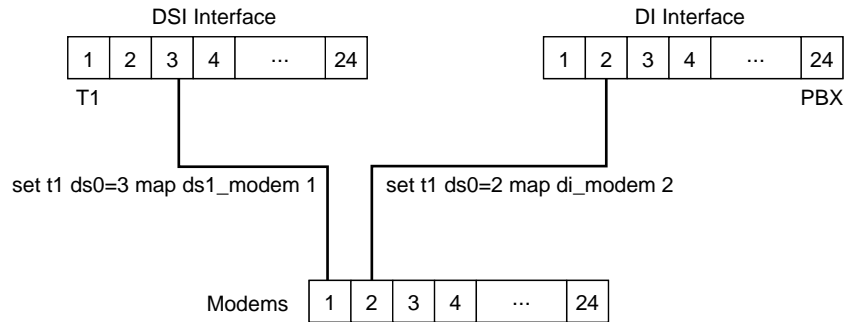 DSI Interface
DI Interface
1 2 3 4 ... 24
1 2 3 4 ... 24
T1
PBX
set t1 ds0=3 map ds1_modem 1
set t1 ds0=2 map di_modem 2
Modems 1 2 3 4 ... 24